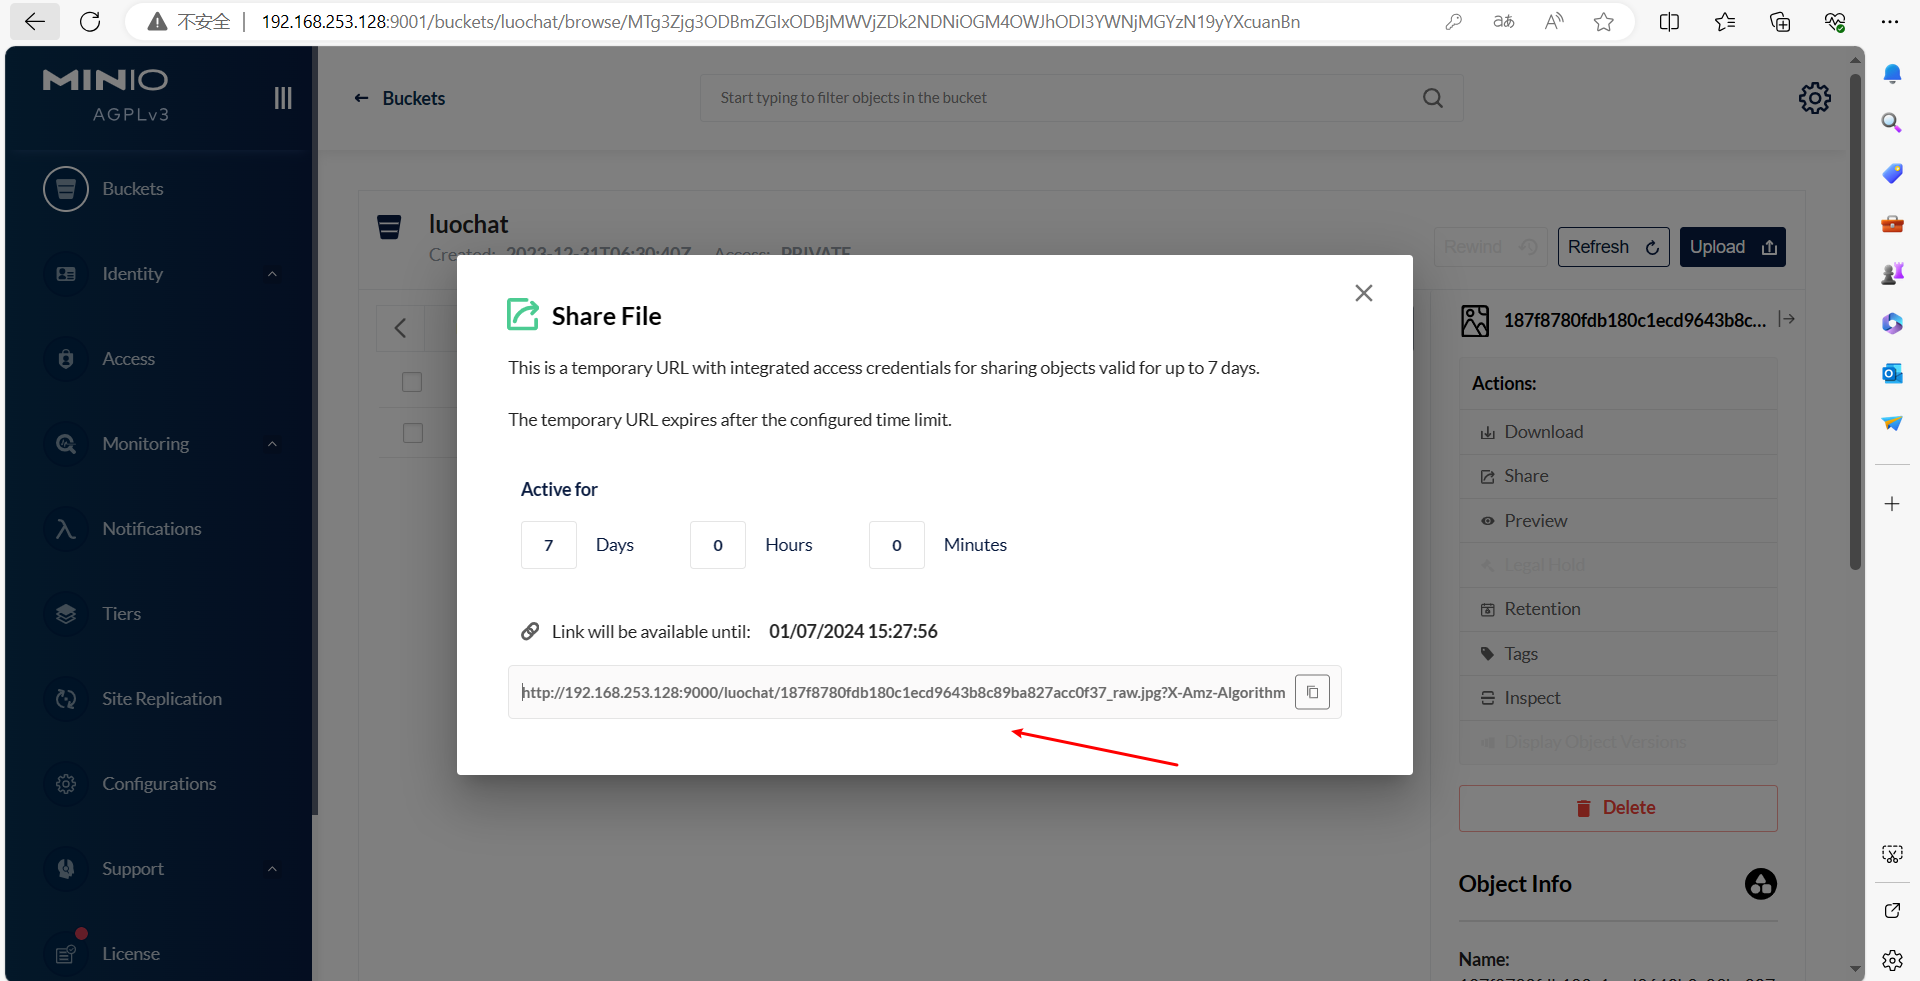 不安全 192.168.253.128:9001/buckets/luochat/browse/MTg3Zjg3ODBmZGIxODBjMWVjZDk2NDNiOGM4OWJhODI3YWNjMGYzN19yYXcuanBn
MINIO
AGPLv3
Buckets
Identity
Access
Monitoring
Notifications
Tiers
Site Replication
Configurations
Support
License
Buckets
Start typing to filter objects in the bucket
luochat
Created: 2023-12-31T06:30:40Z Access: PRIVATE
Rewind
Refresh
Upload
Share File
This is a temporary URL with integrated access credentials for sharing objects valid for up to 7 days.
The temporary URL expires after the configured time limit.
Active for
7 Days 0 Hours 0 Minutes
Link will be available until: 01/07/2024 15:27:56
http://192.168.253.128:9000/luochat/187f8780fdb180c1ecd9643b8c89ba827acc0f37_raw.jpg?X-Amz-Algorithm
187f8780fdb180c1ecd9643b8c...
Actions:
Download
Share
Preview
Legal Hold
Retention
Tags
Inspect
Display Object Versions
Delete
Object Info
Name: